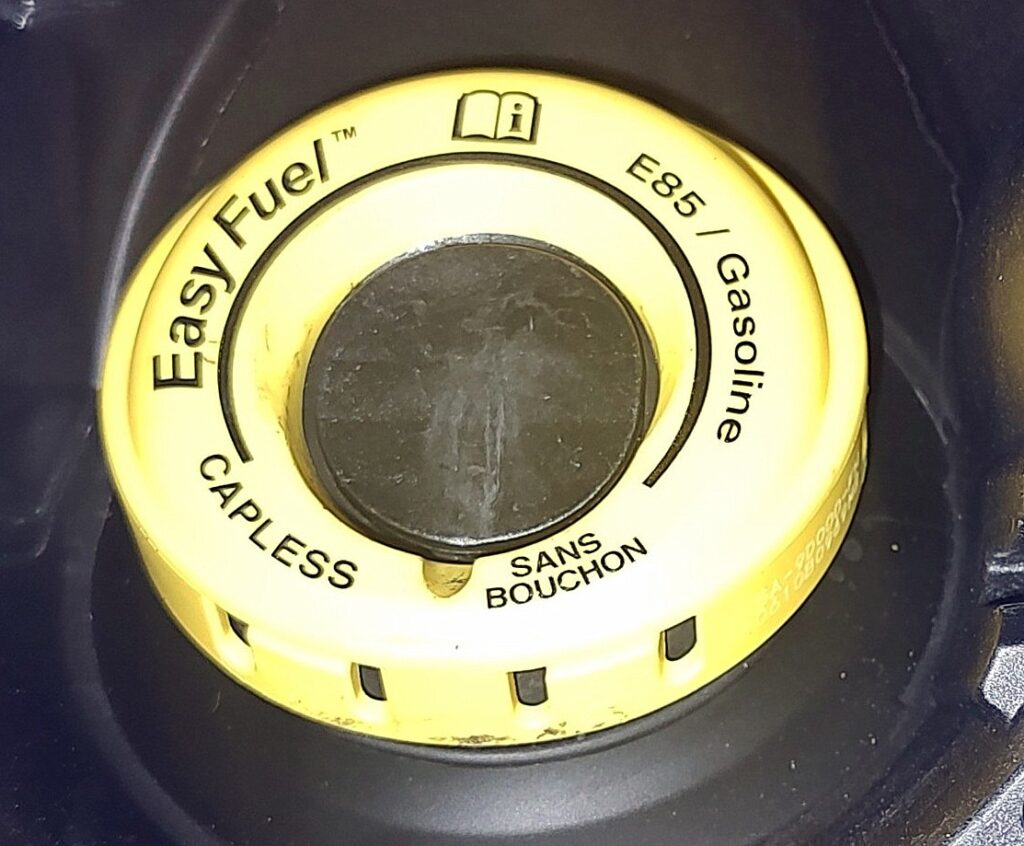 Easy Fuel™
E85 / Gasoline
CAPLESS
SANS
BOUCHON